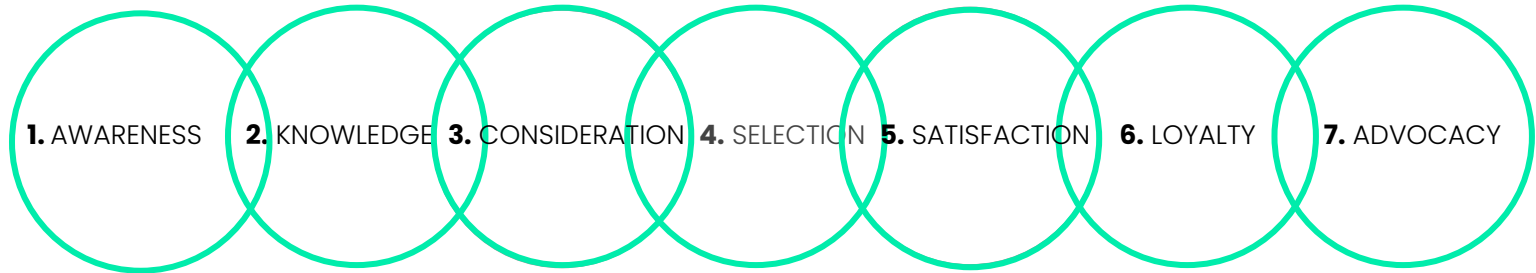 1. AWARENESS 2. KNOWLEDGE 3. CONSIDERATION 4. SELECTION 5. SATISFACTION 6. LOYALTY 7. ADVOCACY